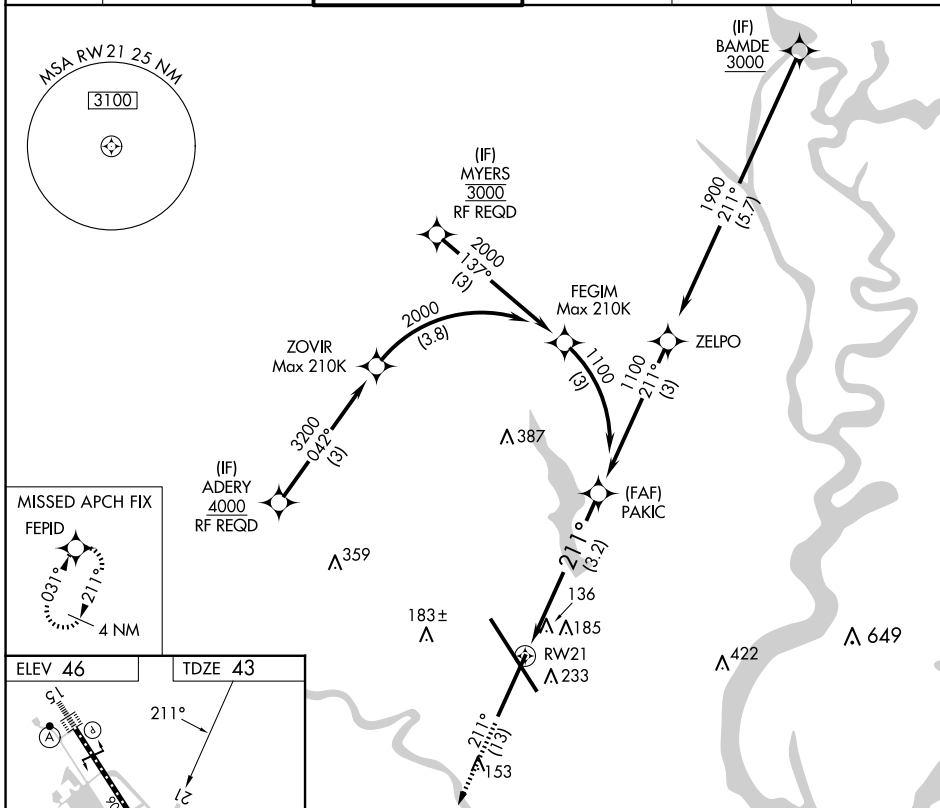 MSA RW21 25 NM
3100
(IF)
BAMDE
3000
(IF)
MYERS
3000
RF REQD
1900
211°
(5.7)
2000
137°
(3)
FEGIM
Max 210K
2000
(3.8)
ZOVIR
Max 210K
ZELPO
1100
(3)
1100
211°
(3)
3200
042°
(3)
387
(IF)
ADERY
4000
RF REQD
(FAF)
PAKIC
MISSED APCH FIX
FEPID
031°
211°
4 NM
211°
(3.2)
359
136
183±
185
649
RW21
422
233
ELEV 46
TDZE 43
211°
211°
(13)
153
15
A
P
21